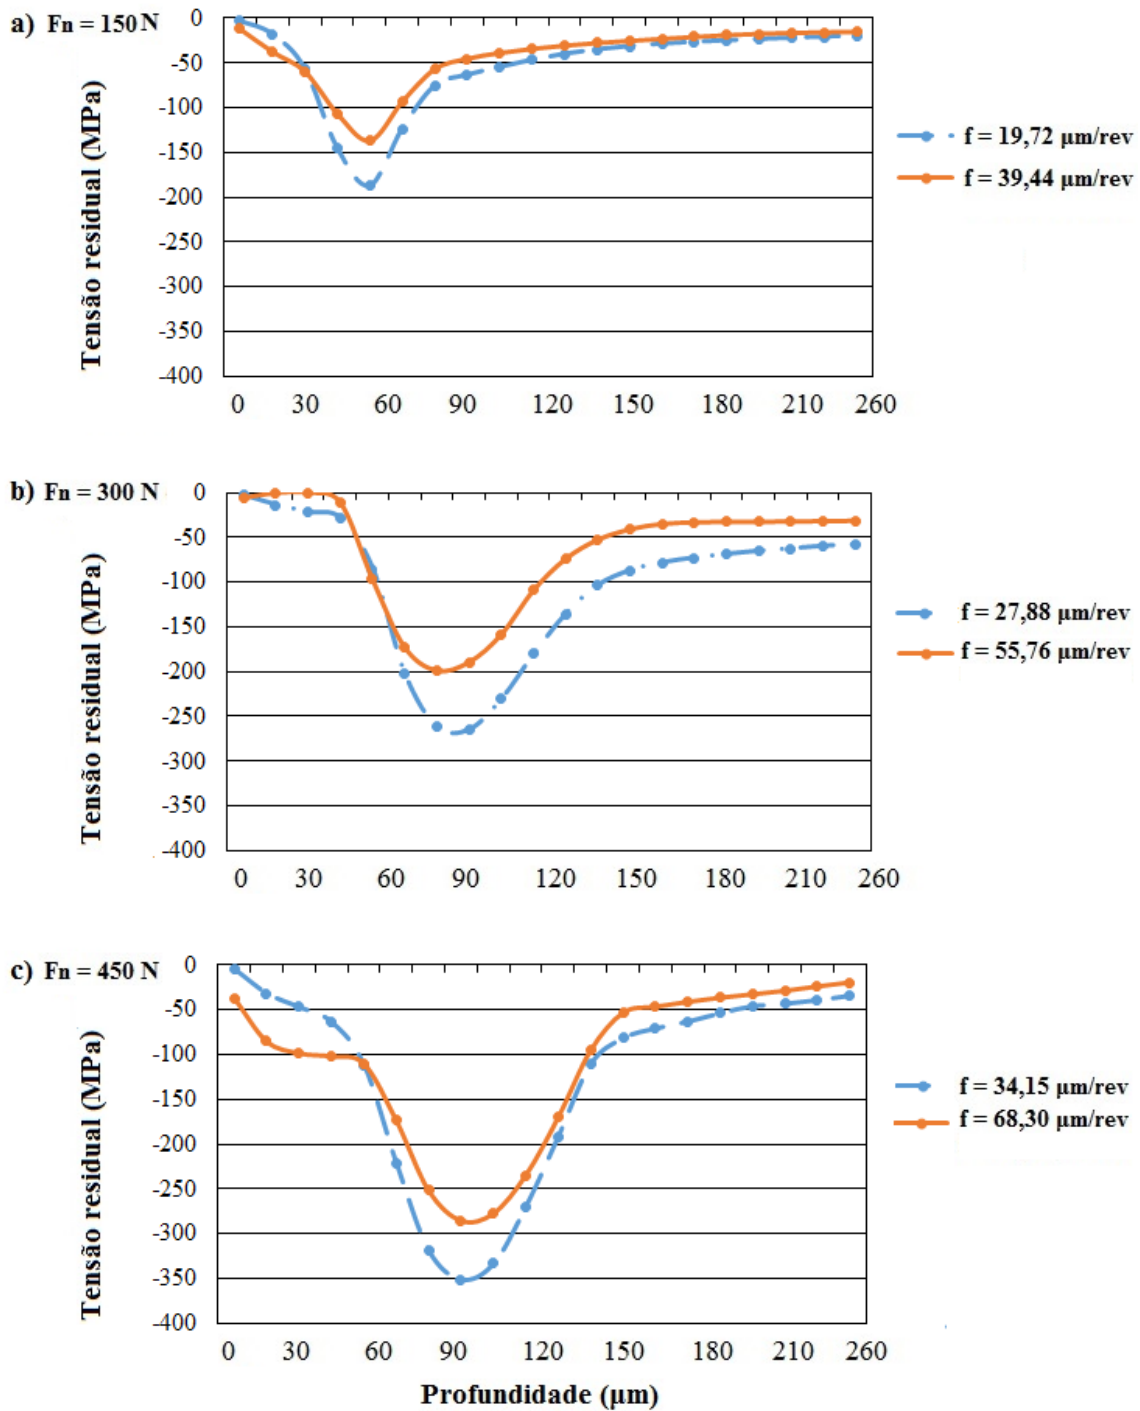 a) Fn = 150 N
Tensão residual (MPa)
0
-50
-100
-150
-200
-250
-300
-350
-400
0 30 60 90 120 150 180 210 260
f = 19,72 µm/rev
f = 39,44 µm/rev
b) Fn = 300 N
Tensão residual (MPa)
0
-50
-100
-150
-200
-250
-300
-350
-400
0 30 60 90 120 150 180 210 260
f = 27,88 µm/rev
f = 55,76 µm/rev
c) Fn = 450 N
Tensão residual (MPa)
0
-50
-100
-150
-200
-250
-300
-350
-400
0 30 60 90 120 150 180 210 260
f = 34,15 µm/rev
f = 68,30 µm/rev
Profundidade (µm)